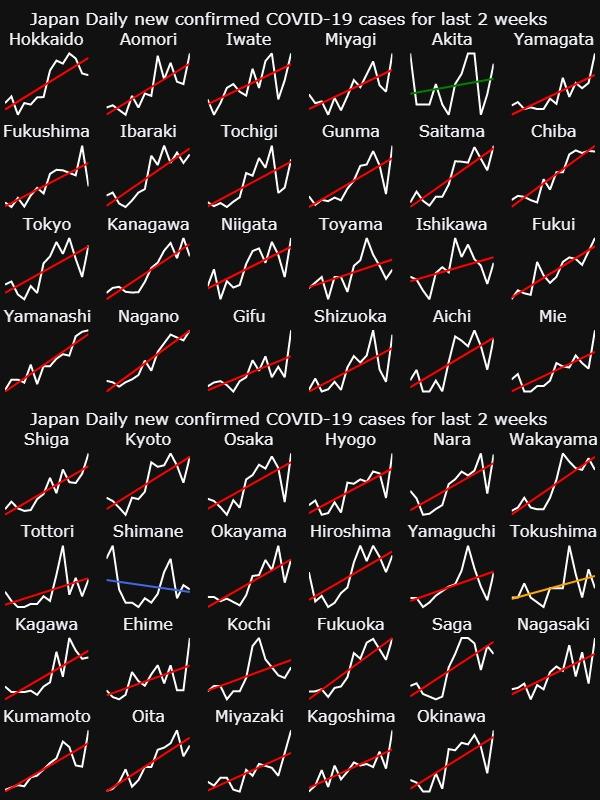 Japan Daily new confirmed COVID-19 cases for last 2 weeks
Hokkaido Aomori Iwate Miyagi Akita Yamagata
Fukushima Ibaraki Tochigi Gunma Saitama Chiba
Tokyo Kanagawa Niigata Toyama Ishikawa Fukui
Yamanashi Nagano Gifu Shizuoka Aichi Mie
Japan Daily new confirmed COVID-19 cases for last 2 weeks
Shiga Kyoto Osaka Hyogo Nara Wakayama
Tottori Shimane Okayama Hiroshima Yamaguchi Tokushima
Kagawa Ehime Kochi Fukuoka Saga Nagasaki
Kumamoto Oita Miyazaki Kagoshima Okinawa